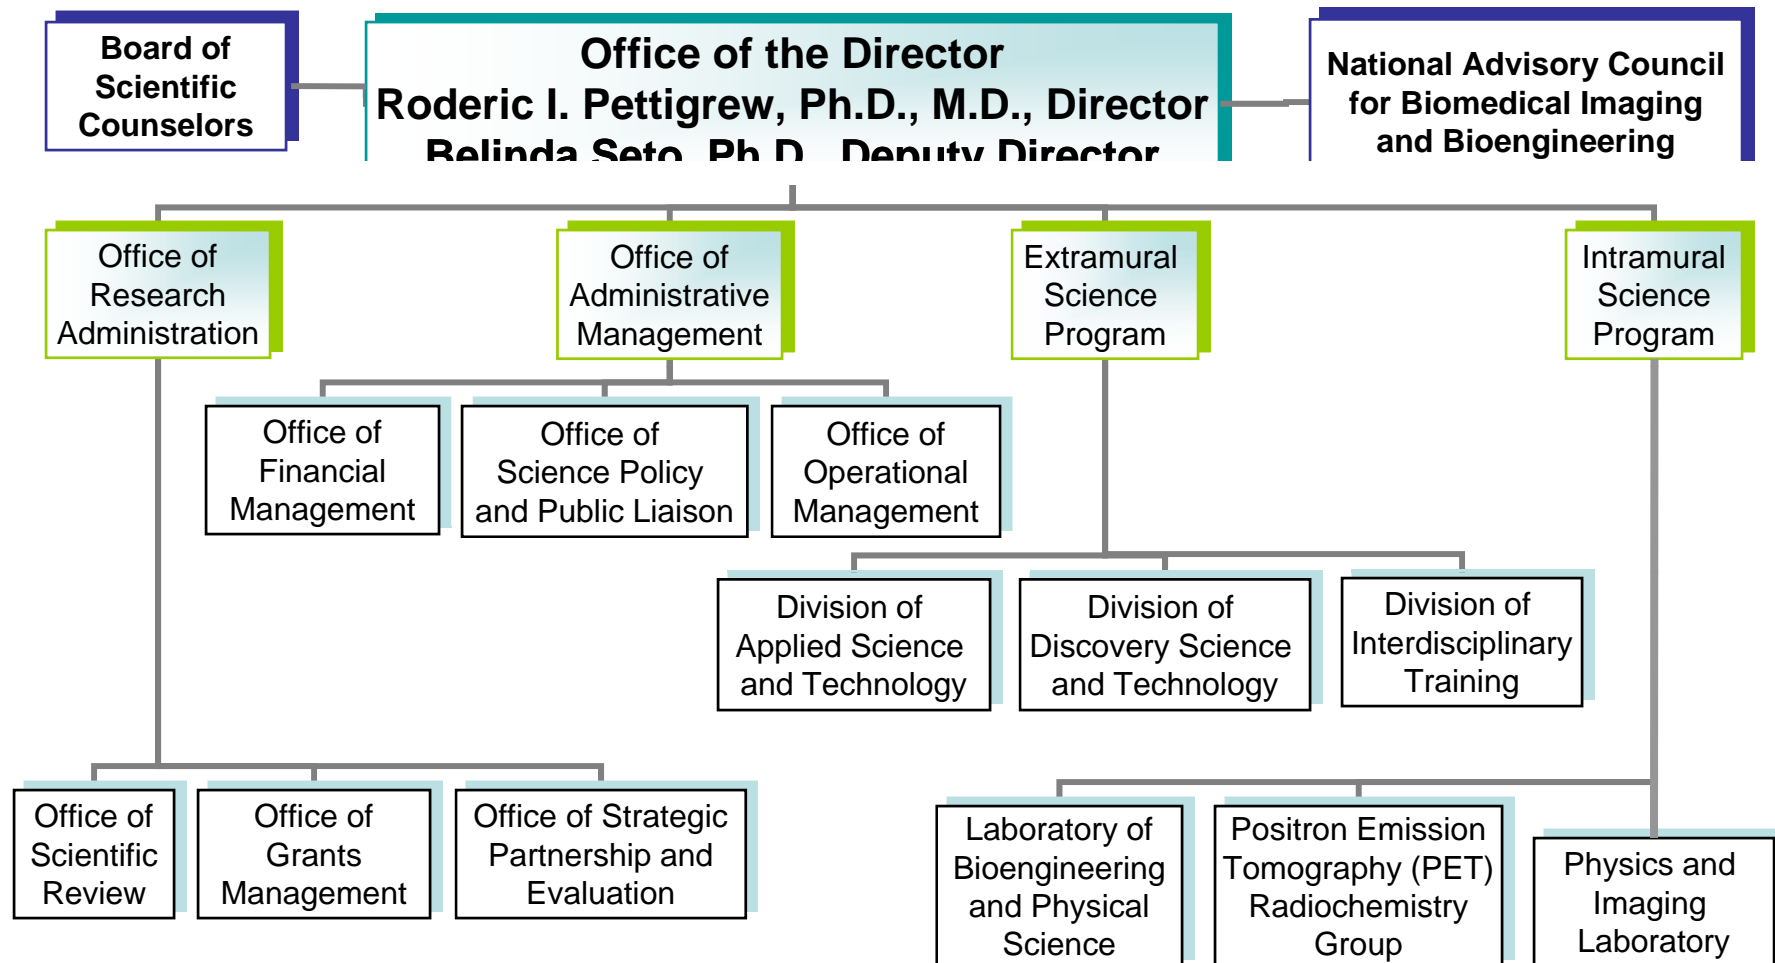 Board of
Scientific
Counselors
Office of the Director
Roderic I. Pettigrew, Ph.D., M.D., Director
Belinda Seto, Ph.D., Deputy Director
National Advisory Council
for Biomedical Imaging
and Bioengineering
Office of
Research
Administration
Office of
Administrative
Management
Extramural
Science
Program
Intramural
Science
Program
Office of
Financial
Management
Office of
Science Policy
and Public Liaison
Office of
Operational
Management
Division of
Applied Science
and Technology
Division of
Discovery Science
and Technology
Division of
Interdisciplinary
Training
Office of
Scientific
Review
Office of
Grants
Management
Office of Strategic
Partnership and
Evaluation
Laboratory of
Bioengineering
and Physical
Science
Positron Emission
Tomography (PET)
Radiochemistry
Group
Physics and
Imaging
Laboratory